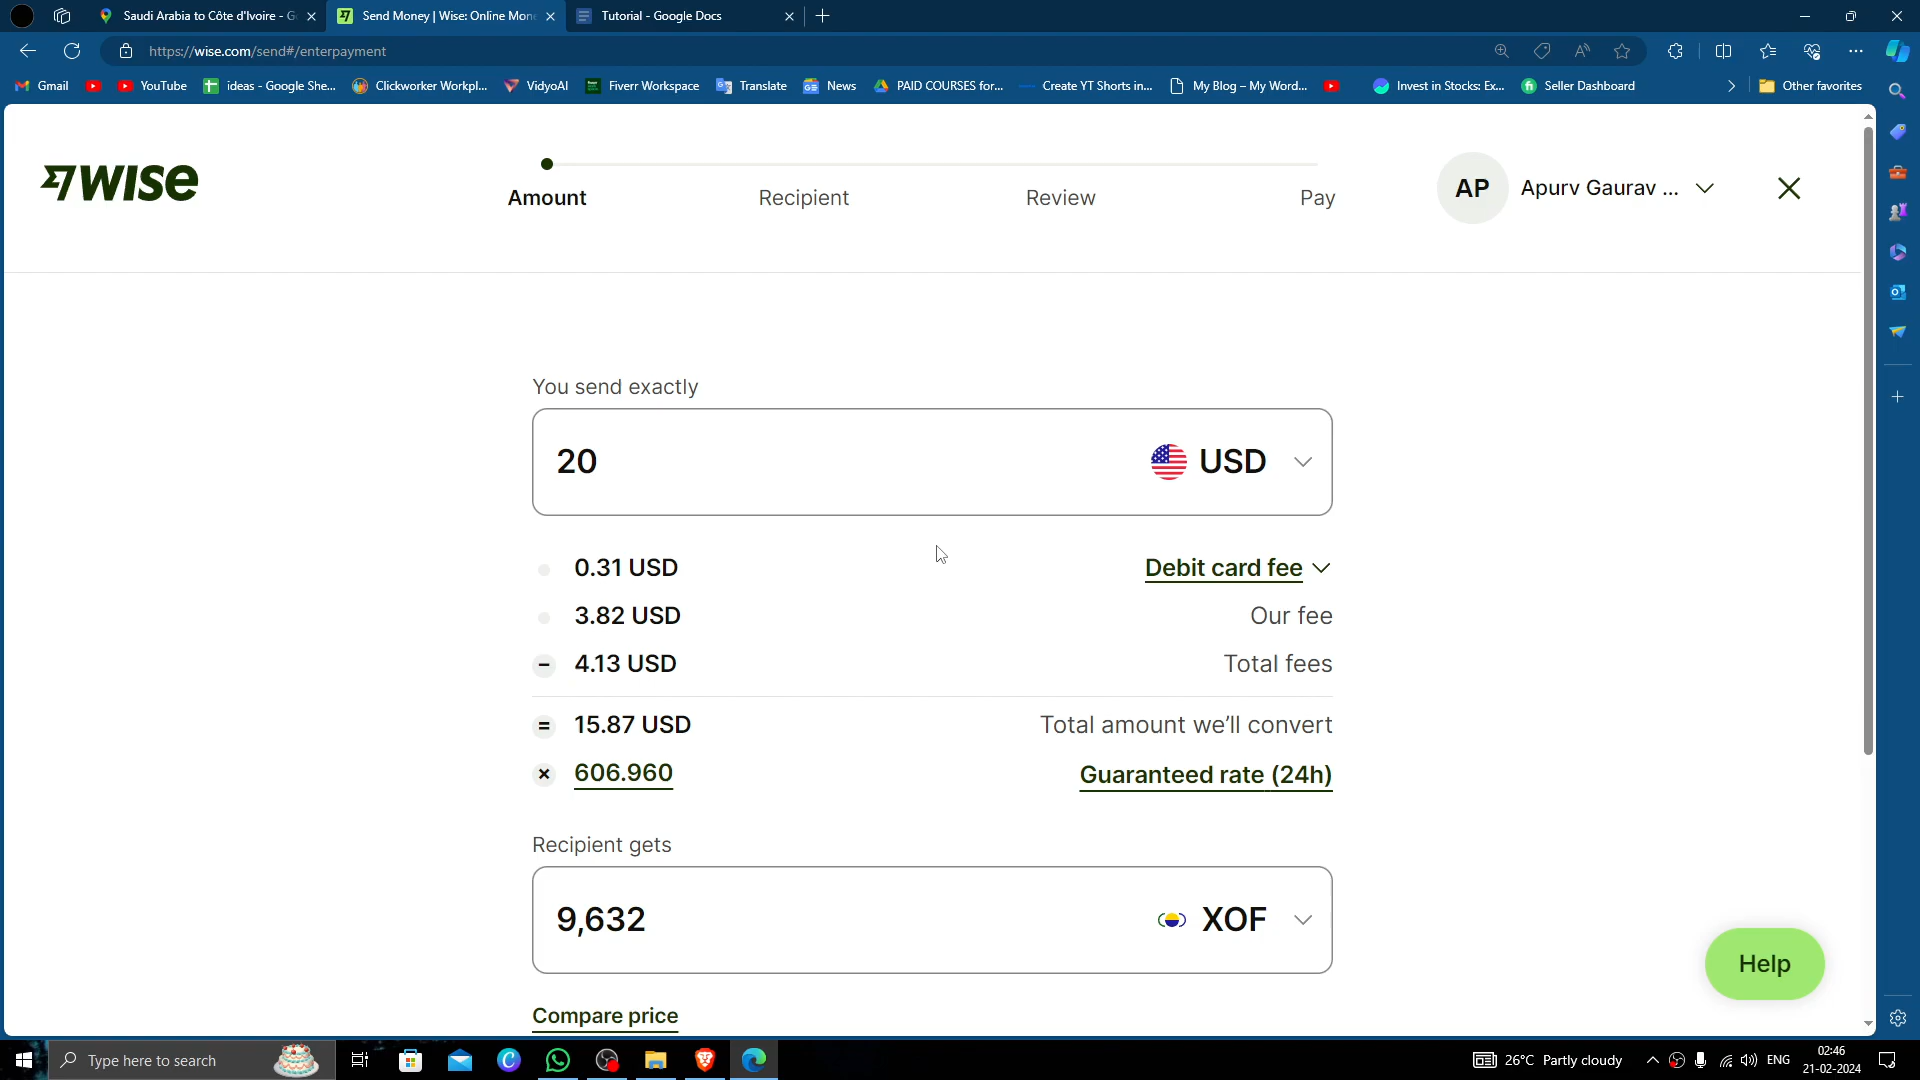 Saudi Arabia to Côte d'Ivoire - G
Send Money | Wise: Online Mon
Tutorial - Google Docs
https://wise.com/send#/enterpayment
Gmail
YouTube
ideas - Google She...
Clickworker Workpl...
VidyoAI
Fiverr Workspace
Translate
News
PAID COURSES for...
Create YT Shorts in...
My Blog – My Word...
Invest in Stocks: Ex...
Seller Dashboard
Other favorites
WISE
Amount
Recipient
Review
Pay
AP
Apurv Gaurav ...
You send exactly
20
USD
0.31 USD
Debit card fee
3.82 USD
Our fee
– 4.13 USD
Total fees
= 15.87 USD
Total amount we'll convert
× 606.960
Guaranteed rate (24h)
Recipient gets
9,632
XOF
Compare price
Help
Type here to search
26°C Partly cloudy
ENG
02:46
21-02-2024